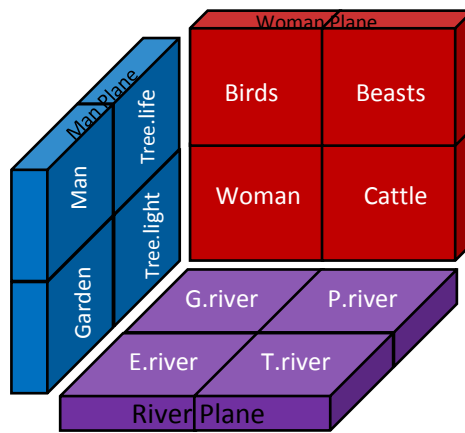 Woman Plane
Birds Beasts
Woman Cattle
Man Plane
Man Tree.life
Garden Tree.light
G.river P.river
E.river T.river
River Plane